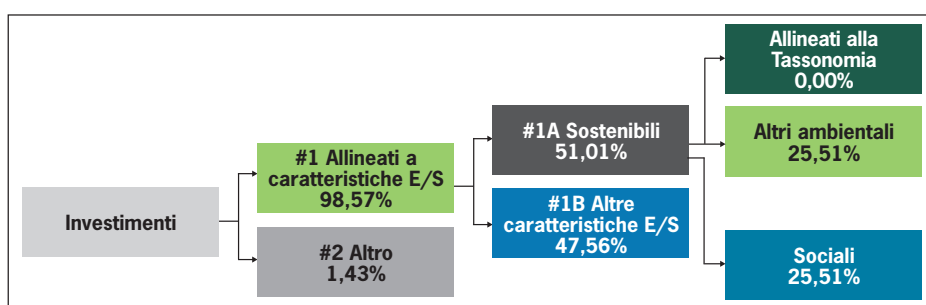 Investimenti
#1 Allineati a
caratteristiche E/S
98,57%
#2 Altro
1,43%
#1A Sostenibili
51,01%
#1B Altre
caratteristiche E/S
47,56%
Allineati alla
Tassonomia
0,00%
Altri ambientali
25,51%
Sociali
25,51%